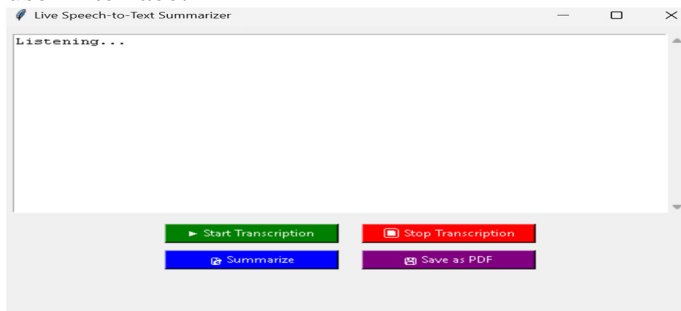 Live Speech-to-Text Summarizer
Listening...
Start Transcription
Stop Transcription
Summarize
Save as PDF